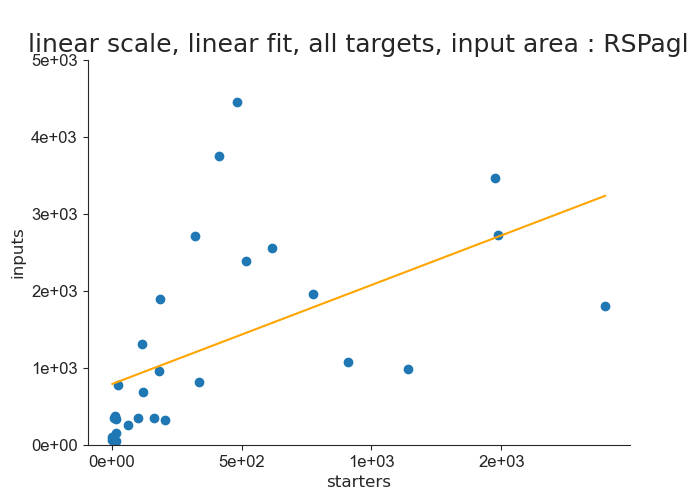 linear scale, linear fit, all targets, input area : RSPagl
5e+03
4e+03
3e+03
2e+03
1e+03
0e+00
inputs
0e+00 5e+02 1e+03 2e+03
starters